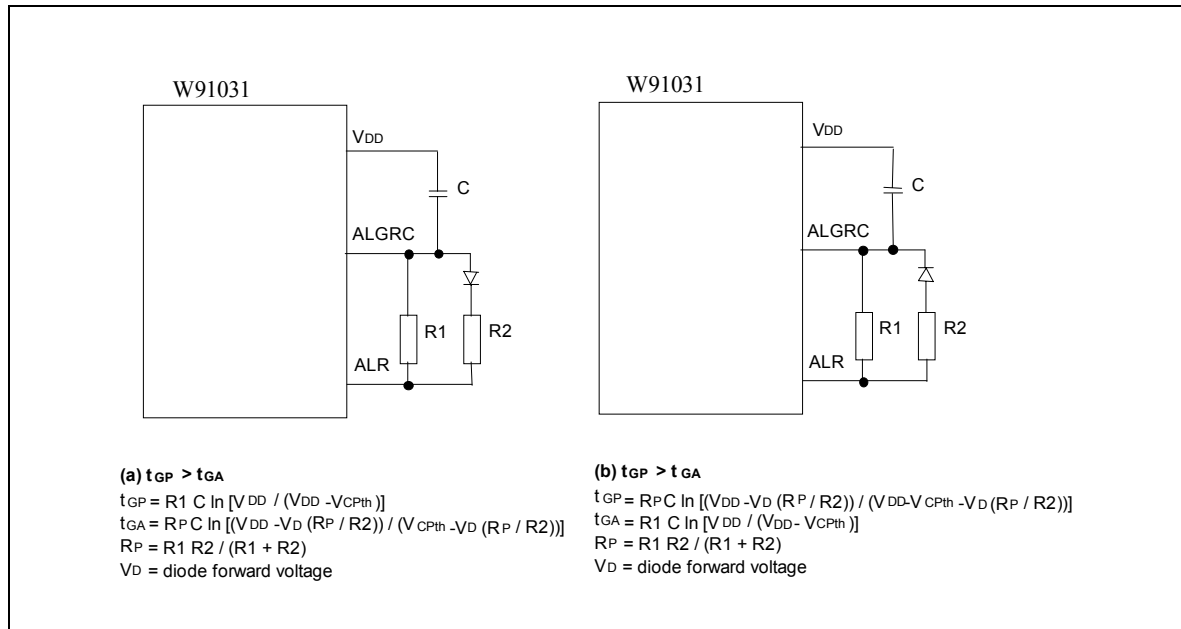 W91031
VDD
C
ALGRC
R1
R2
ALR
(a) tGP > tGA
tGP = R1 C ln [VDD / (VDD -VCPth)]
tGA = RPC ln [(VDD -VD (RP / R2)) / (VCPth -VD (RP / R2))]
RP = R1 R2 / (R1 + R2)
VD = diode forward voltage
W91031
VDD
C
ALGRC
R1
R2
ALR
(b) tGP > tGA
tGP = RPC ln [(VDD-VD (RP / R2)) / (VDD-VCPth -VD (RP / R2))]
tGA = R1 C ln [VDD / (VDD- VCPth)]
RP = R1 R2 / (R1 + R2)
VD = diode forward voltage